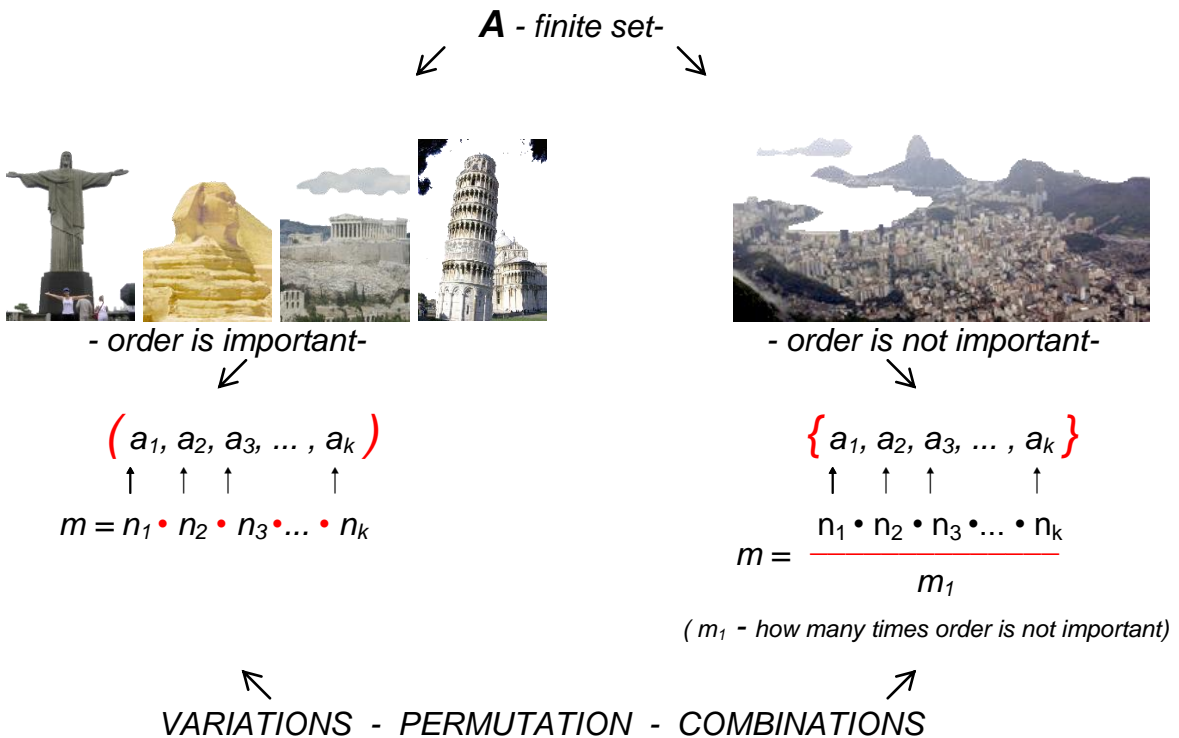 A - finite set-
- order is important-
- order is not important-
( a₁, a₂, a₃, ... , aₖ )
{ a₁, a₂, a₃, ... , aₖ }
m = n₁ • n₂ • n₃ •... • nₖ
n₁ • n₂ • n₃ •... • nₖ
m =
m₁
( m₁ - how many times order is not important)
VARIATIONS - PERMUTATION - COMBINATIONS